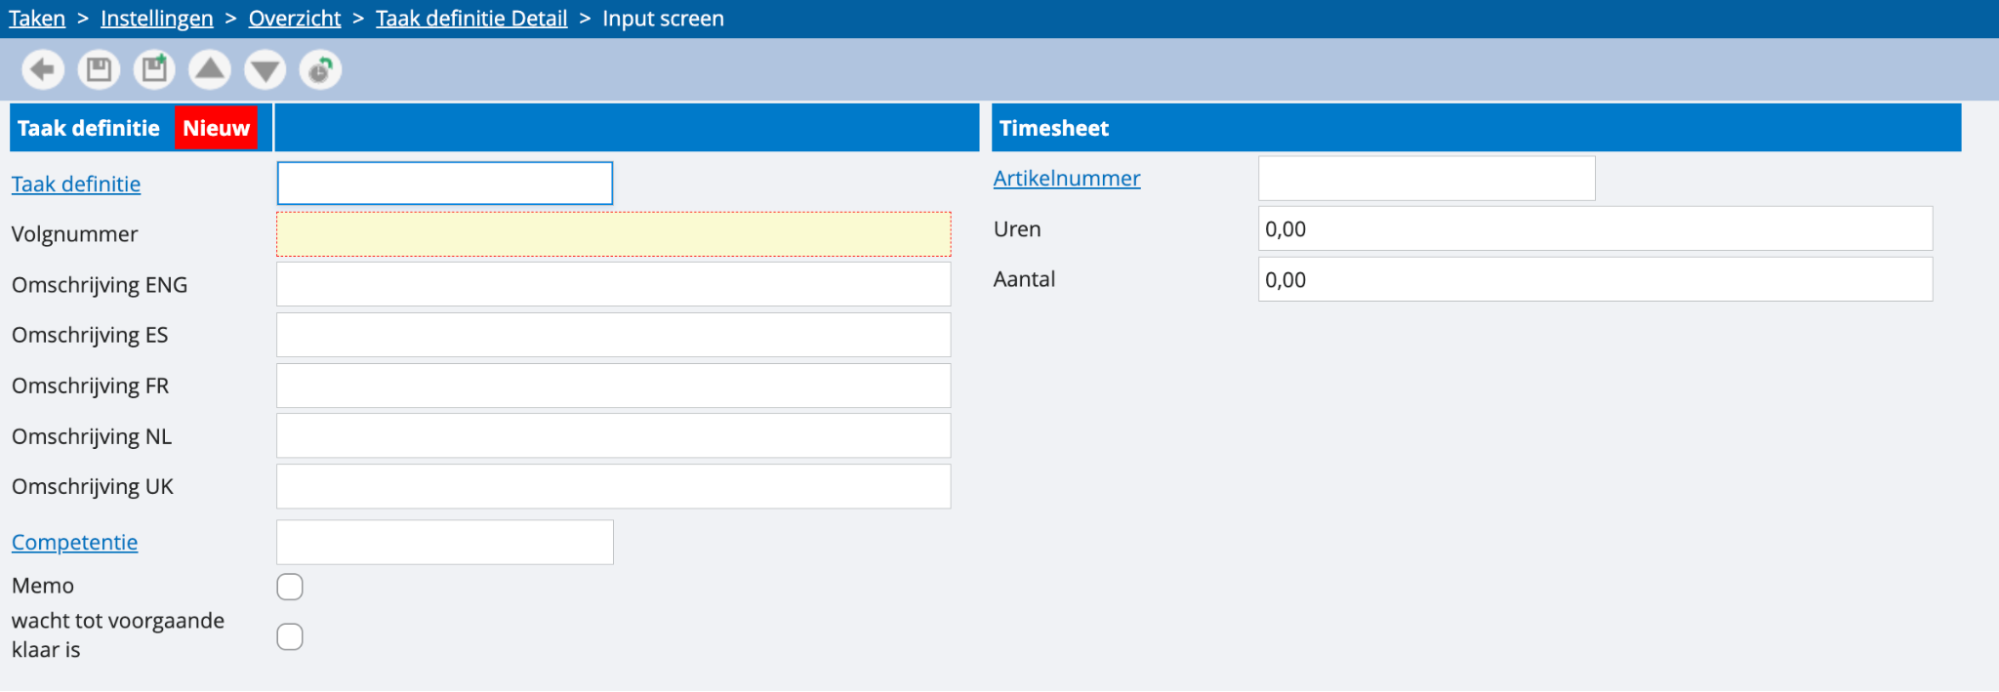 Taken > Instellingen > Overzicht > Taak definitie Detail > Input screen
Taak definitie Nieuw
Taak definitie
Volgnummer
Omschrijving ENG
Omschrijving ES
Omschrijving FR
Omschrijving NL
Omschrijving UK
Competentie
Memo
wacht tot voorgaande
klaar is
Timesheet
Artikelnummer
Uren 0,00
Aantal 0,00